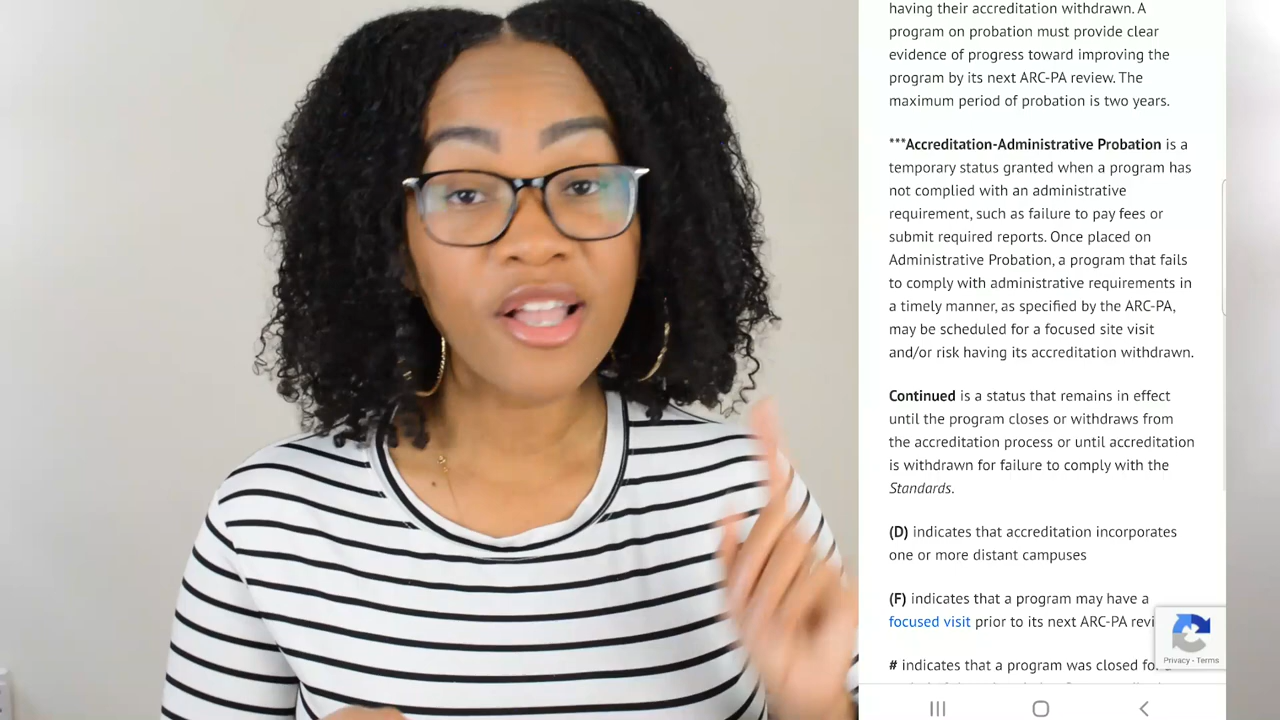 having their accreditation withdrawn. A
program on probation must provide clear
evidence of progress toward improving the
program by its next ARC-PA review. The
maximum period of probation is two years.
***Accreditation-Administrative Probation is a
temporary status granted when a program has
not complied with an administrative
requirement, such as failure to pay fees or
submit required reports. Once placed on
Administrative Probation, a program that fails
to comply with administrative requirements in
a timely manner, as specified by the ARC-PA,
may be scheduled for a focused site visit
and/or risk having its accreditation withdrawn.
Continued is a status that remains in effect
until the program closes or withdraws from
the accreditation process or until accreditation
is withdrawn for failure to comply with the
Standards.
(D) indicates that accreditation incorporates
one or more distant campuses
(F) indicates that a program may have a
focused visit prior to its next ARC-PA revi
# indicates that a program was closed fo
Privacy - Terms